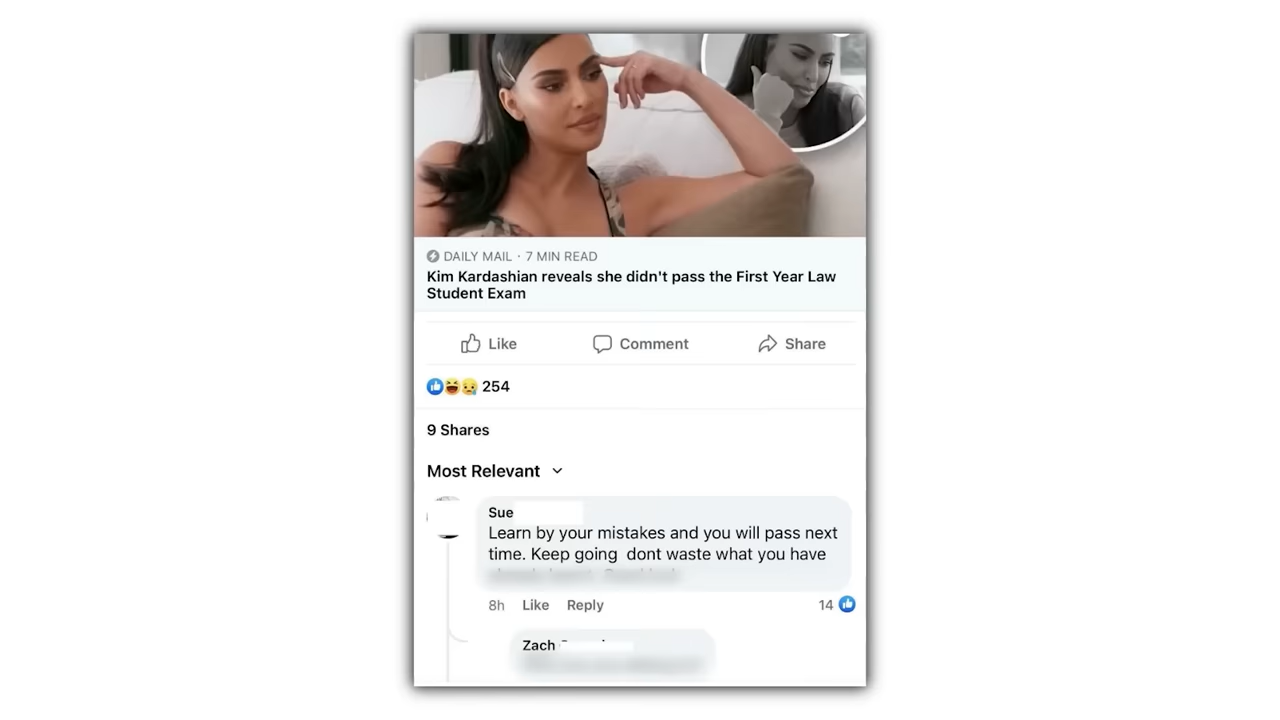 DAILY MAIL · 7 MIN READ
Kim Kardashian reveals she didn't pass the First Year Law
Student Exam
Like Comment Share
254
9 Shares
Most Relevant
Sue
Learn by your mistakes and you will pass next
time. Keep going dont waste what you have
8h Like Reply 14
Zach